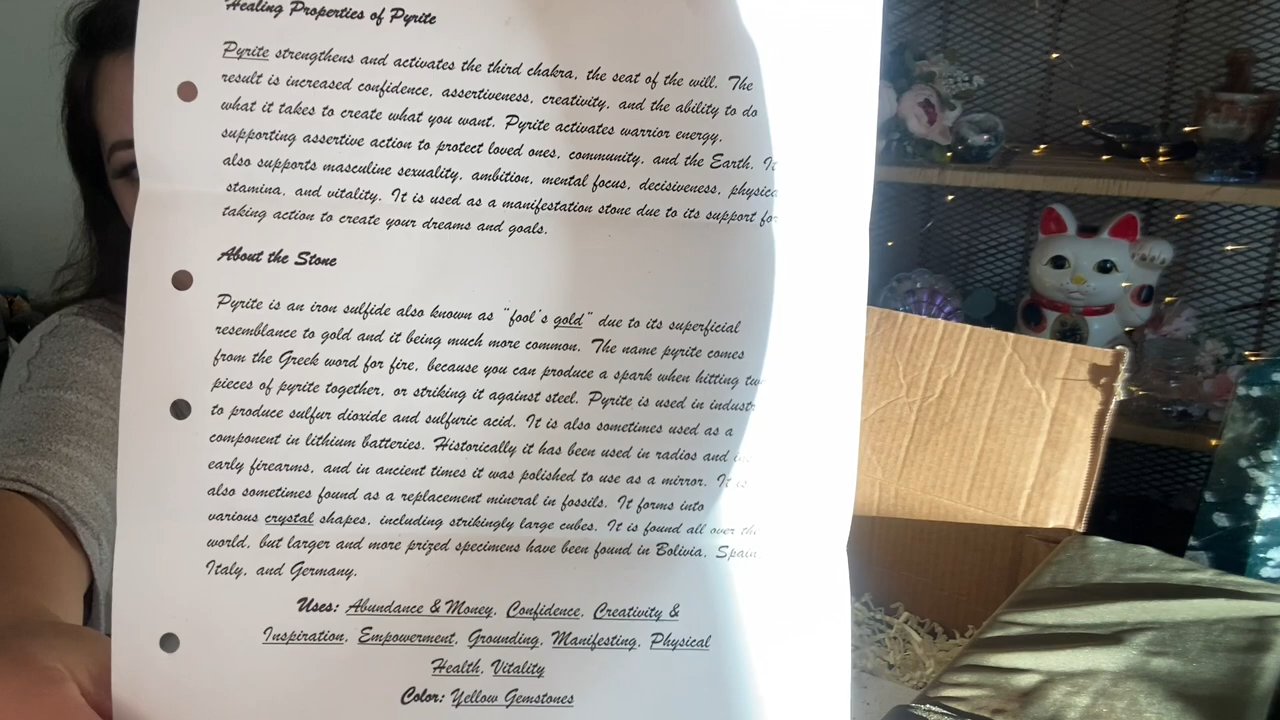 Healing Properties of Pyrite
Pyrite strengthens and activates the third chakra, the seat of the will. The
result is increased confidence, assertiveness, creativity, and the ability to do
what it takes to create what you want. Pyrite activates warrior energy,
supporting assertive action to protect loved ones, community, and the Earth. It
also supports masculine sexuality, ambition, mental focus, decisiveness, physica
stamina, and vitality. It is used as a manifestation stone due to its support for
taking action to create your dreams and goals.
About the Stone
Pyrite is an iron sulfide also known as "fool's gold" due to its superficial
resemblance to gold and it being much more common. The name pyrite comes
from the Greek word for fire, because you can produce a spark when hitting two
pieces of pyrite together, or striking it against steel. Pyrite is used in industr
to produce sulfur dioxide and sulfuric acid. It is also sometimes used as a
component in lithium batteries. Historically it has been used in radios and in
early firearms, and in ancient times it was polished to use as a mirror. It is
also sometimes found as a replacement mineral in fossils. It forms into
various crystal shapes, including strikingly large cubes. It is found all over the
world, but larger and more prized specimens have been found in Bolivia, Spain
Italy, and Germany.
Uses: Abundance & Money, Confidence, Creativity &
Inspiration, Empowerment, Grounding, Manifesting, Physical
Health, Vitality
Color: Yellow Gemstones